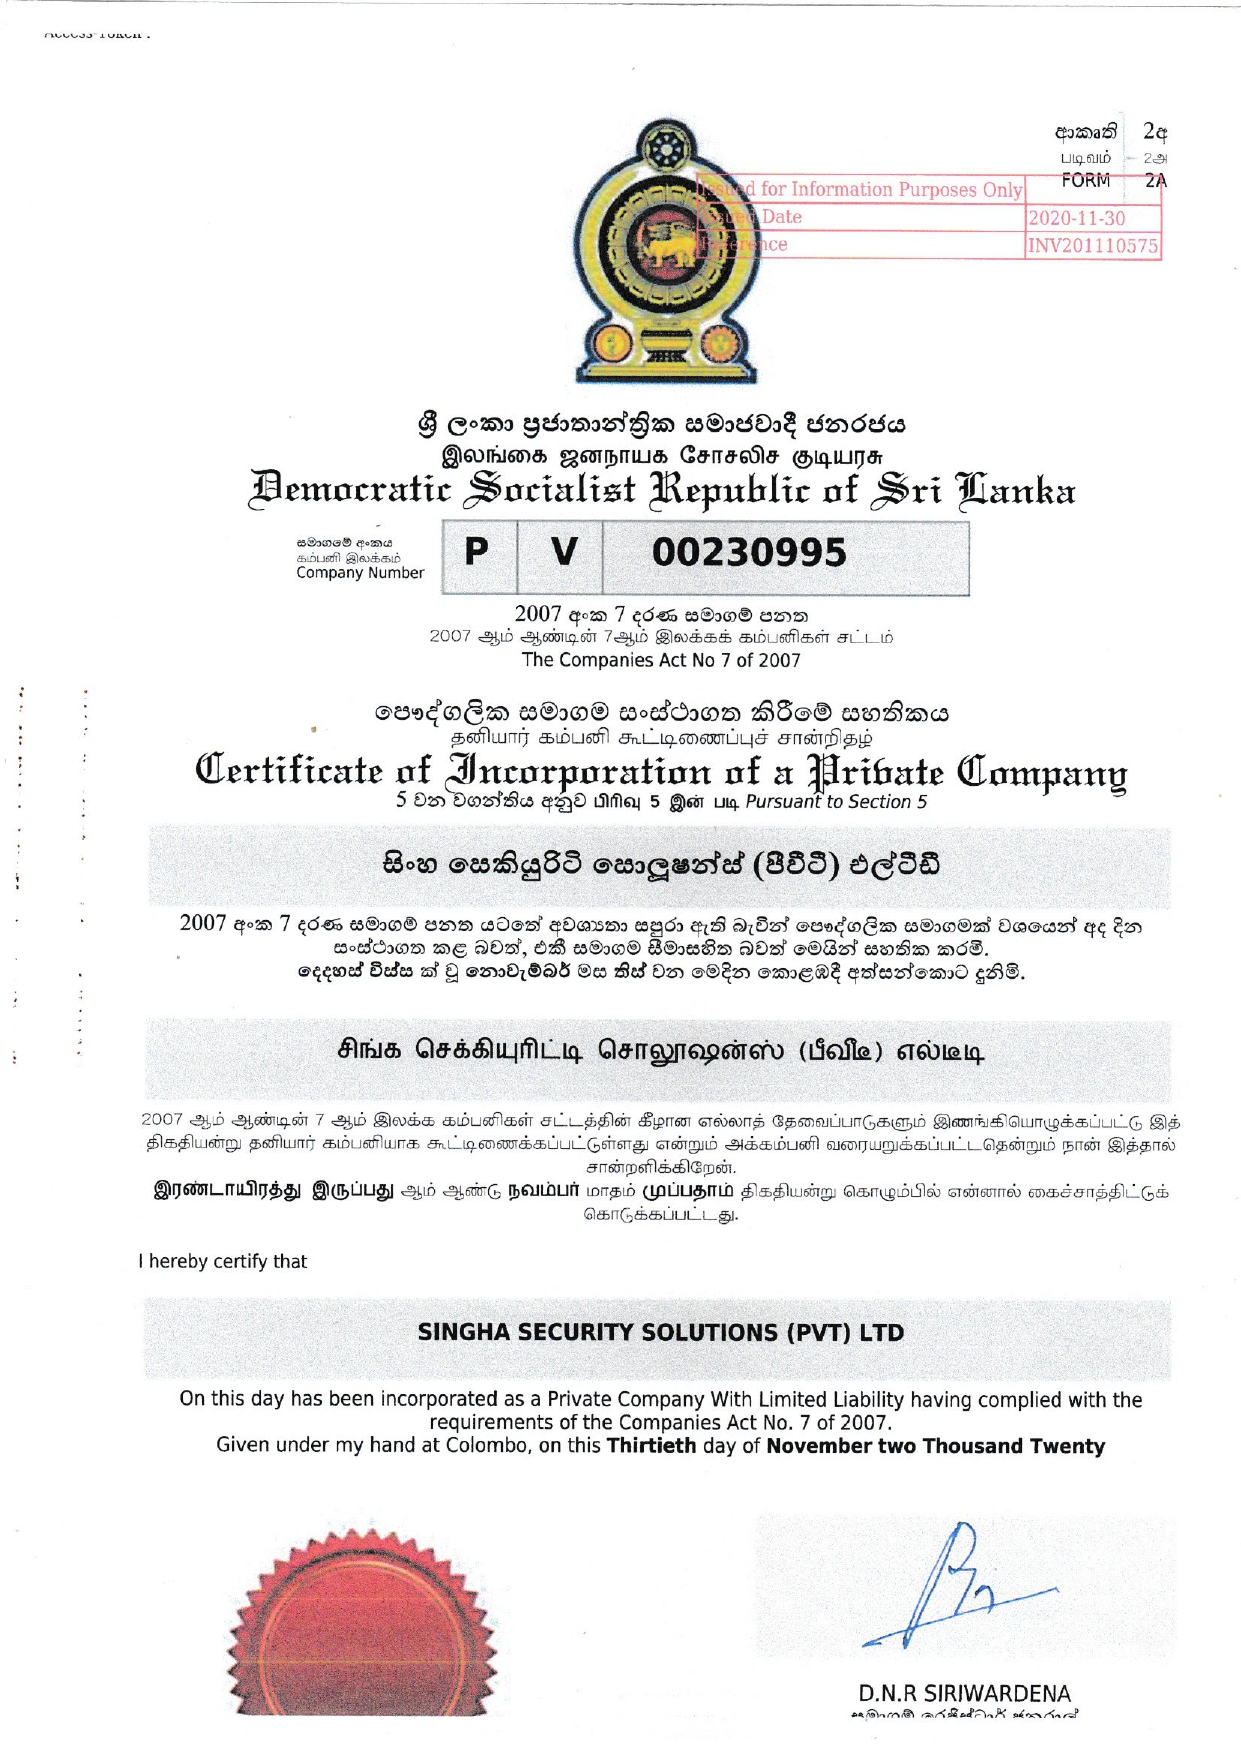 Access-Token :
ආකෘති 2අ
படிவம் 2அ
FORM 2A
Issued for Information Purposes Only
Issued Date 2020-11-30
Reference INV201110575
ශ්‍රී ලංකා ප්‍රජාතාන්ත්‍රික සමාජවාදී ජනරජය
இலங்கை ஜனநாயக சோசலிச குடியரசு
Democratic Socialist Republic of Sri Lanka
සමාගමේ අංකය
கம்பனி இலக்கம்
Company Number
P V 00230995
2007 අංක 7 දරණ සමාගම් පනත
2007 ஆம் ஆண்டின் 7ஆம் இலக்கக் கம்பனிகள் சட்டம்
The Companies Act No 7 of 2007
පෞද්ගලික සමාගම සංස්ථාගත කිරීමේ සහතිකය
தனியார் கம்பனி கூட்டிணைப்புச் சான்றிதழ்
Certificate of Incorporation of a Private Company
5 වන වගන්තිය අනුව பிரிவு 5 இன் படி Pursuant to Section 5
සිංහ සෙකියුරිටි සොලූෂන්ස් (පීවීටී) එල්ටීඩී
2007 අංක 7 දරණ සමාගම් පනත යටතේ අවශ්‍යතා සපුරා ඇති බැවින් පෞද්ගලික සමාගමක් වශයෙන් අද දින
සංස්ථාගත කළ බවත්, එකී සමාගම සීමාසහිත බවත් මෙයින් සහතික කරමි.
දෙදහස් විස්ස ක් වූ නොවැම්බර් මස තිස් වන මෙදින කොළඹදී අත්සන්කොට දුනිමි.
சிங்க செக்கியுரிட்டி சொலூஷன்ஸ் (பீவீடீ) எல்டீடி
2007 ஆம் ஆண்டின் 7 ஆம் இலக்க கம்பனிகள் சட்டத்தின் கீழான எல்லாத் தேவைப்பாடுகளும் இணங்கியொழுக்கப்பட்டு இத்
திகதியன்று தனியார் கம்பனியாக கூட்டிணைக்கப்பட்டுள்ளது என்றும் அக்கம்பனி வரையறுக்கப்பட்டதென்றும் நான் இத்தால்
சான்றளிக்கிறேன்.
இரண்டாயிரத்து இருப்பது ஆம் ஆண்டு நவம்பர் மாதம் முப்பதாம் திகதியன்று கொழும்பில் என்னால் கைச்சாத்திட்டுக்
கொடுக்கப்பட்டது.
I hereby certify that
SINGHA SECURITY SOLUTIONS (PVT) LTD
On this day has been incorporated as a Private Company With Limited Liability having complied with the
requirements of the Companies Act No. 7 of 2007.
Given under my hand at Colombo, on this Thirtieth day of November two Thousand Twenty
D.N.R SIRIWARDENA
සමාගම් රෙජිස්ට්‍රාර් ජනරාල්